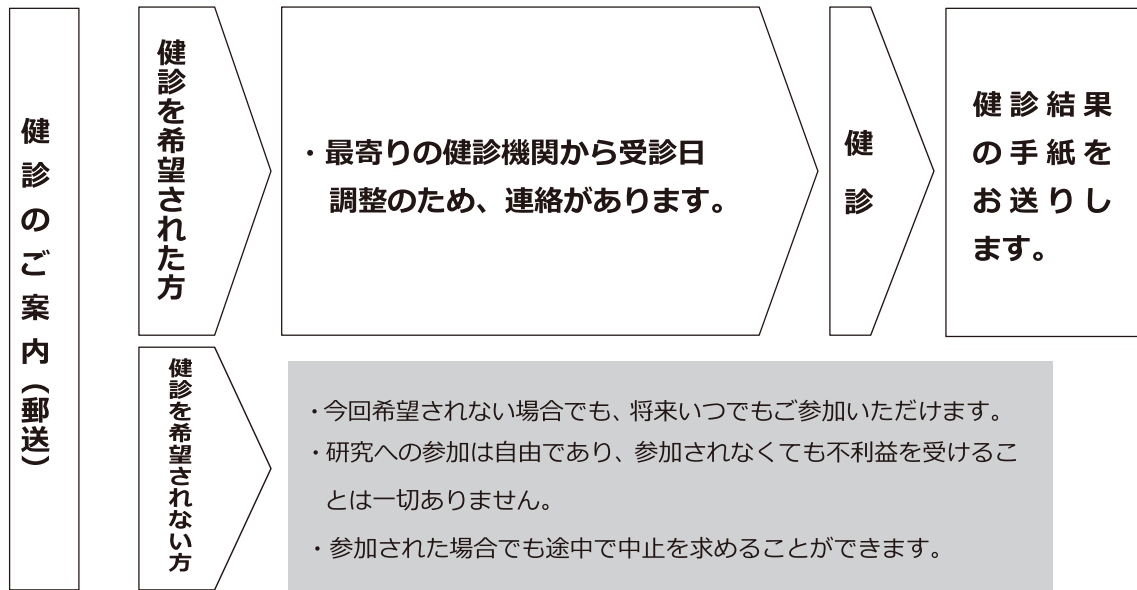 健診のご案内（郵送）
健診を希望された方
・最寄りの健診機関から受診日
調整のため、連絡があります。
健診
健診結果
の手紙を
お送りし
ます。
健診を希望されない方
・今回希望されない場合でも、将来いつでもご参加いただけます。
・研究への参加は自由であり、参加されなくても不利益を受けるこ
とは一切ありません。
・参加された場合でも途中で中止を求めることができます。